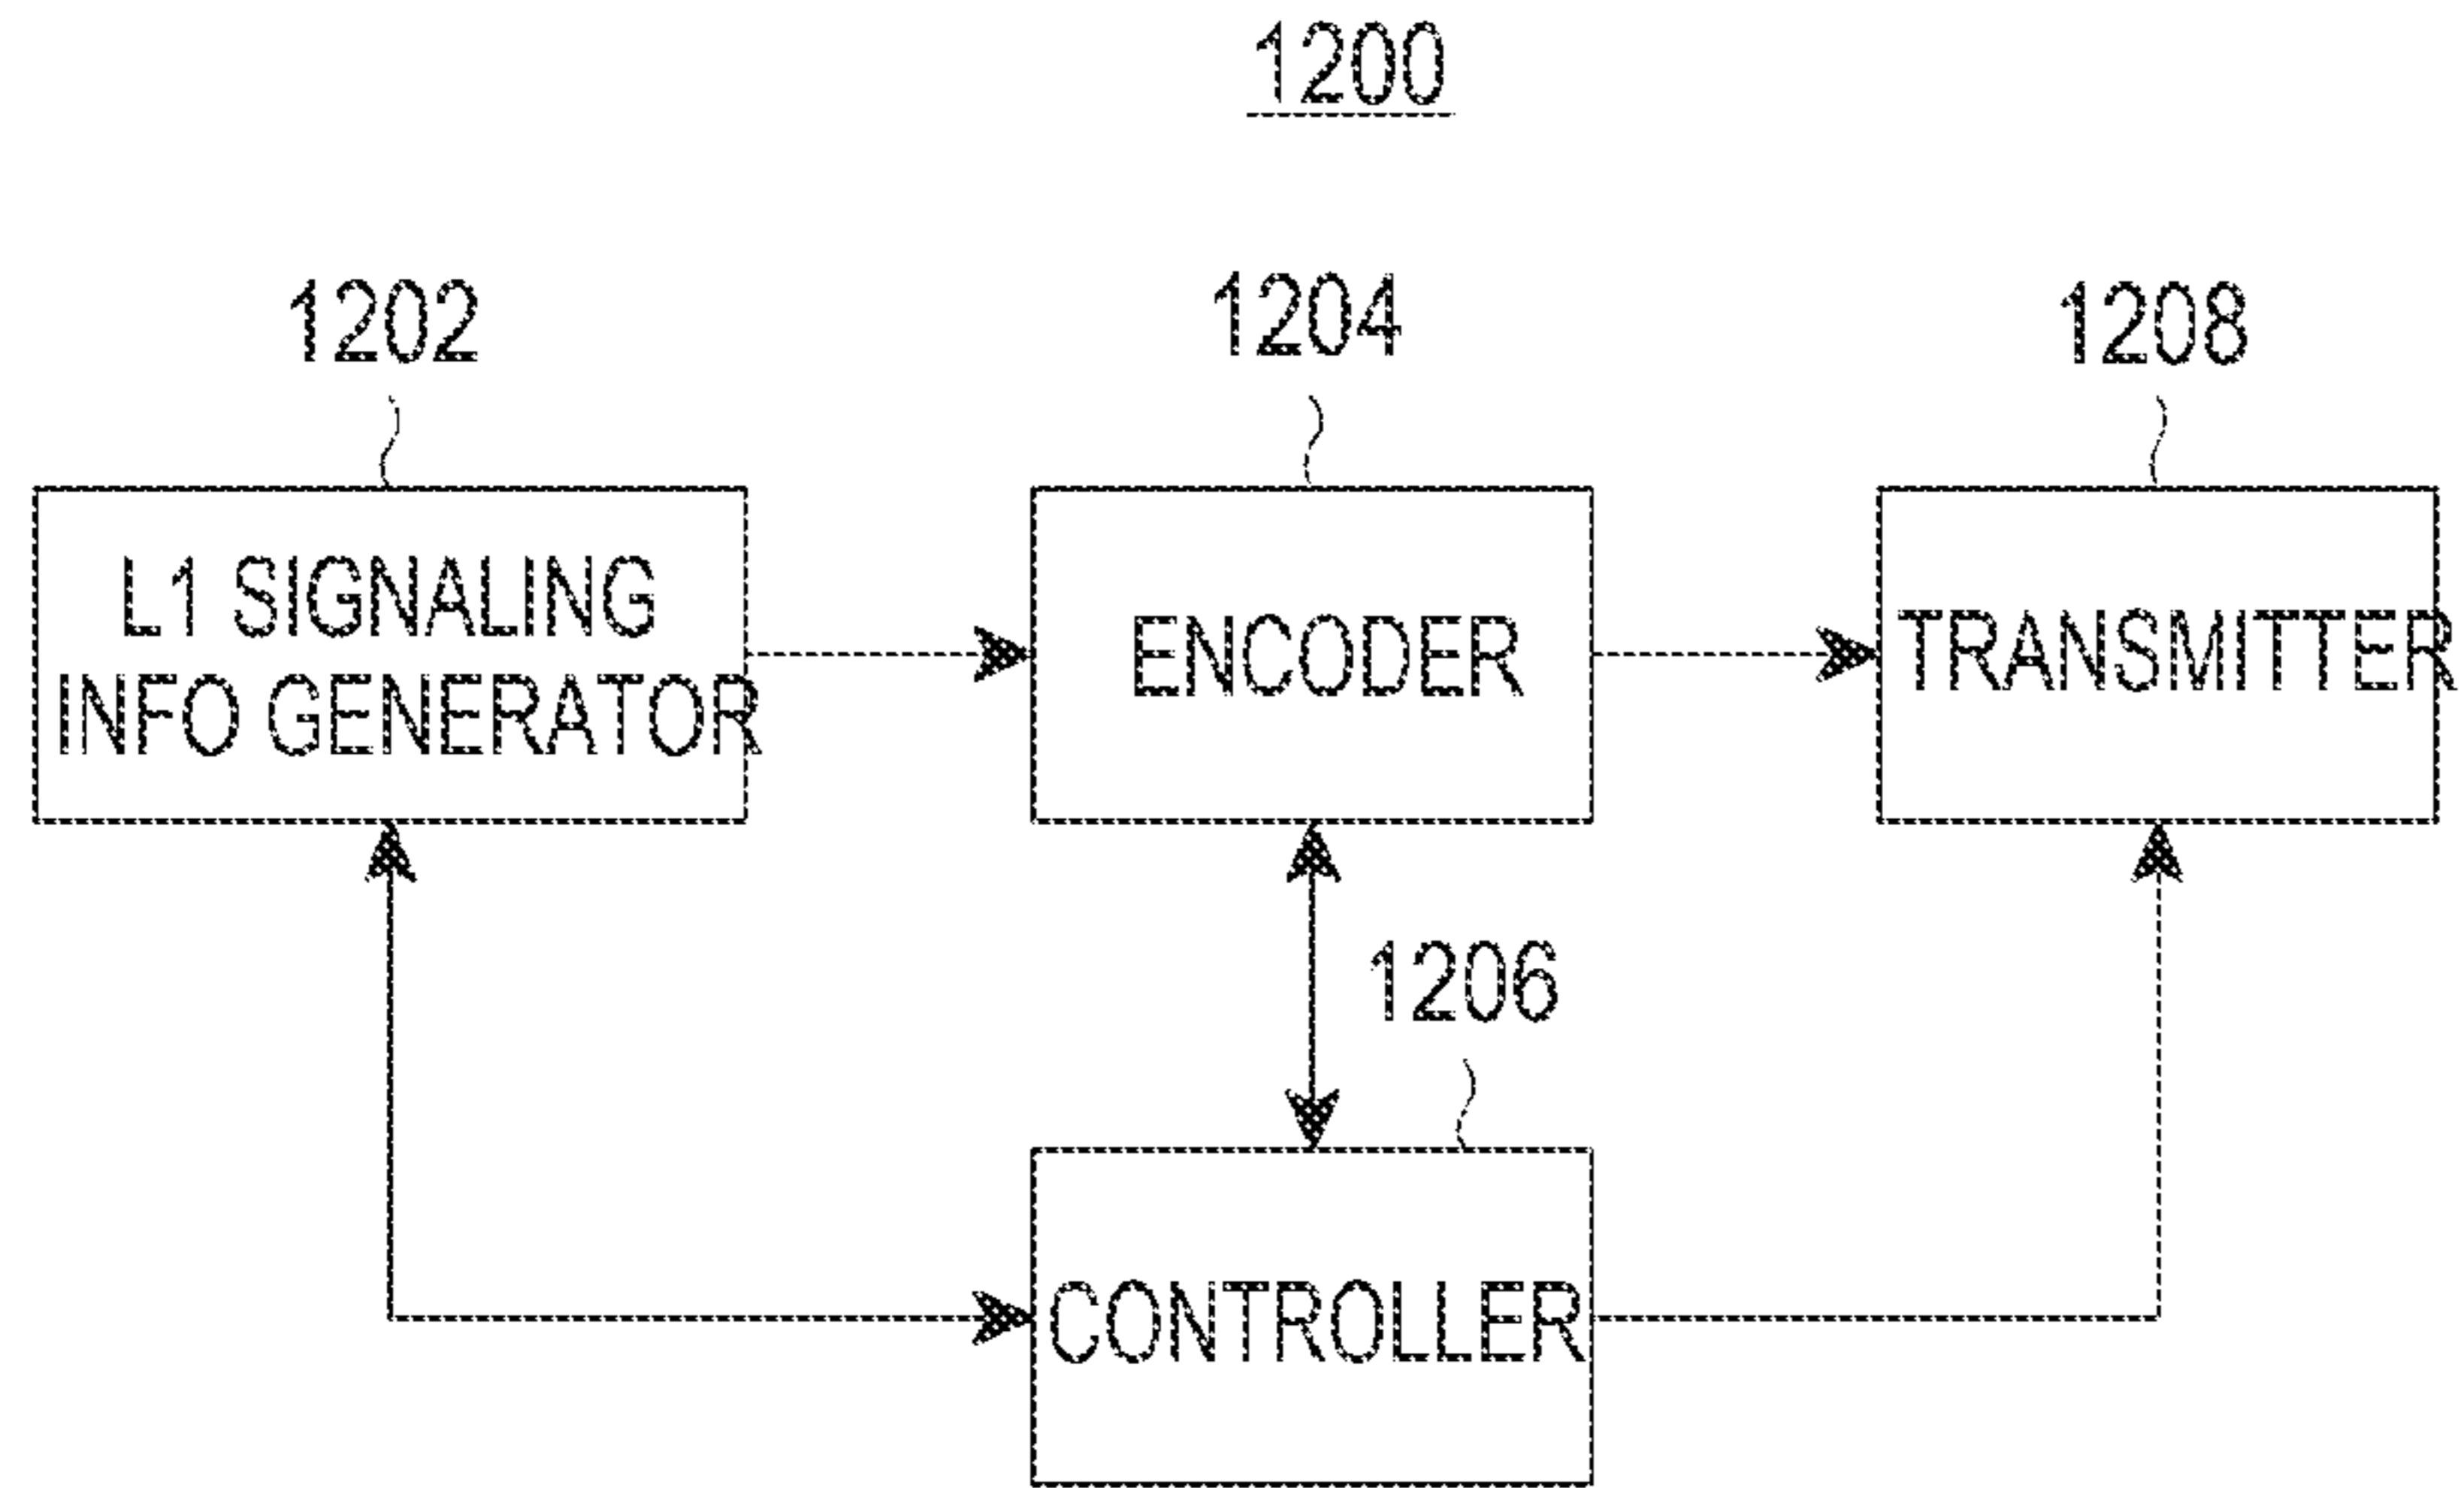 1200
1202
1204
1208
L1 SIGNALING
INFO GENERATOR
ENCODER
TRANSMITTER
1206
CONTROLLER